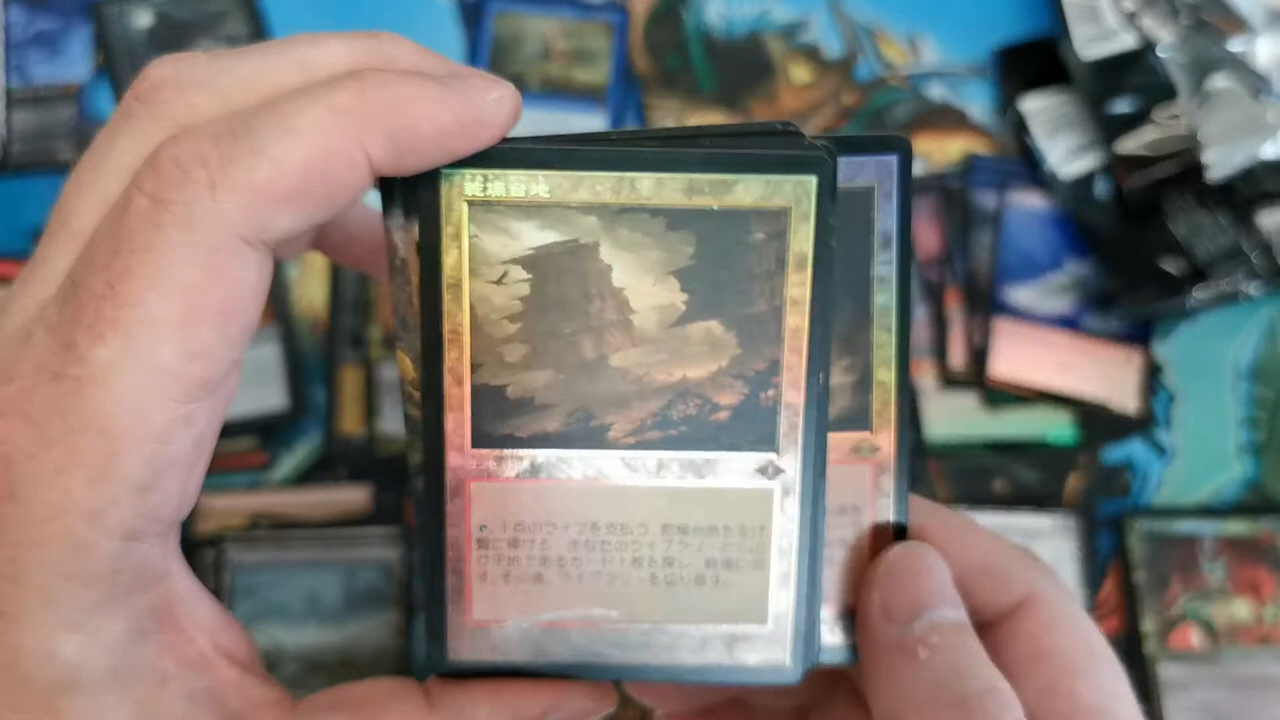 乾燥台地
土地
，１点のライフを支払う，乾燥台地を生け
贄に捧げる：あなたのライブラリーから山
か平地であるカード１枚を探し，戦場に出
す。その後，ライブラリーを切り直す。